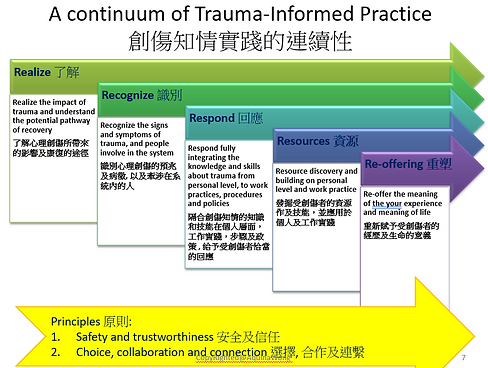 A continuum of Trauma-Informed Practice
創傷知情實踐的連續性
Realize 了解
Realize the impact of
trauma and understand
the potential pathway
of recovery
了解心理創傷所帶來
的影響及康復的途徑
Recognize 識別
Recognize the signs
and symptoms of
trauma, and people
involve in the system
識別心理創傷的預兆
及病徵, 以及牽涉在系
統內的人
Respond 回應
Respond fully
integrating the
knowledge and skills
about trauma from
personal level, to work
practices, procedures
and policies
隔合創傷知情的知識
和技能在個人層面,
工作實踐，步驟及政
策 , 給予受創傷者恰當
的回應
Resources 資源
Resource discovery and
building on personal
level and work practice
發掘受創傷者的資源
作及技能，並應用於
個人及工作實踐
Re-offering 重塑
Re-offer the meaning
of the your experience
and meaning of life
重新賦予受創傷者的
經歷及生命的意義
Principles 原則:
1. Safety and trustworthiness 安全及信任
2. Choice, collaboration and connection 選擇, 合作及連繫
7